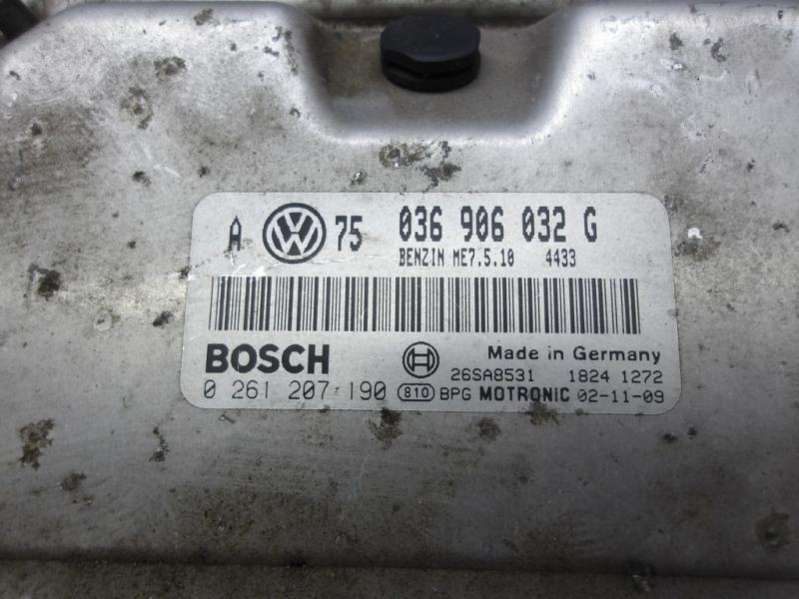 A VW 75 036 906 032 G
BENZIN ME7.5.10 4433
BOSCH Made in Germany
26SA8531 1824 1272
0 261 207 190 810 BPG MOTRONIC 02-11-09